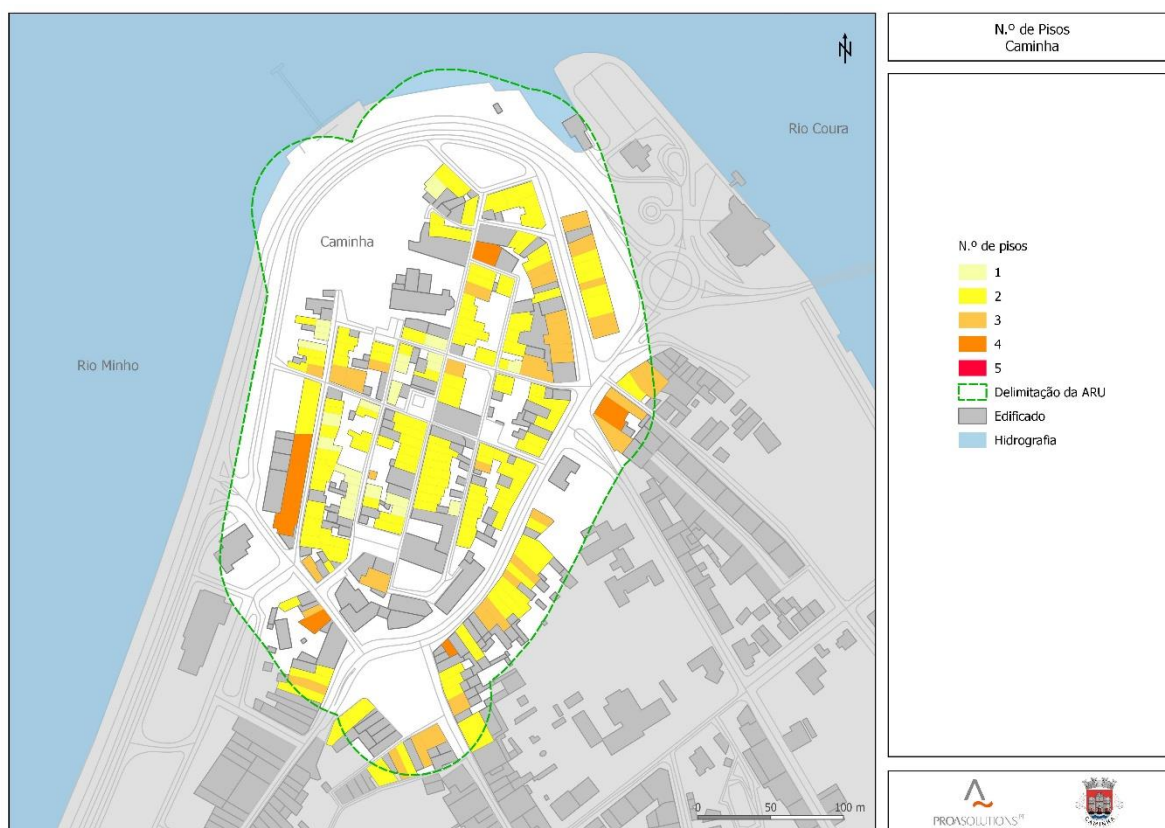 N.º de Pisos
Caminha
N
Rio Coura
Caminha
Rio Minho
N.º de pisos
1
2
3
4
5
Delimitação da ARU
Edificado
Hidrografia
0 50 100 m
PROASOLUTIONS
CAMINHA